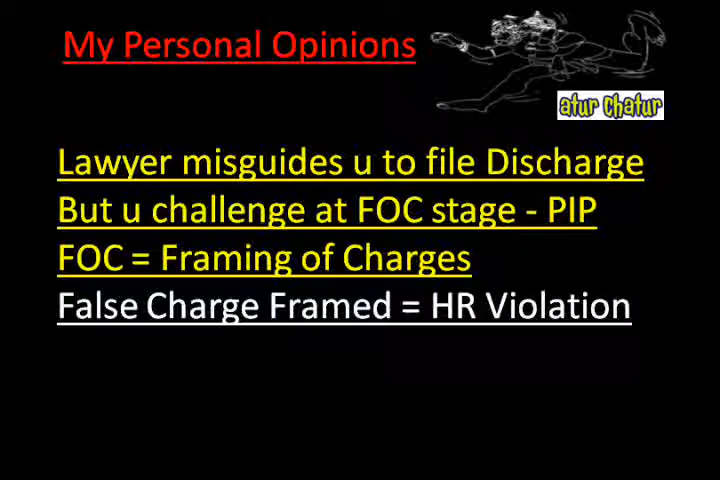 My Personal Opinions
atur chatur
Lawyer misguides u to file Discharge
But u challenge at FOC stage - PIP
FOC = Framing of Charges
False Charge Framed = HR Violation